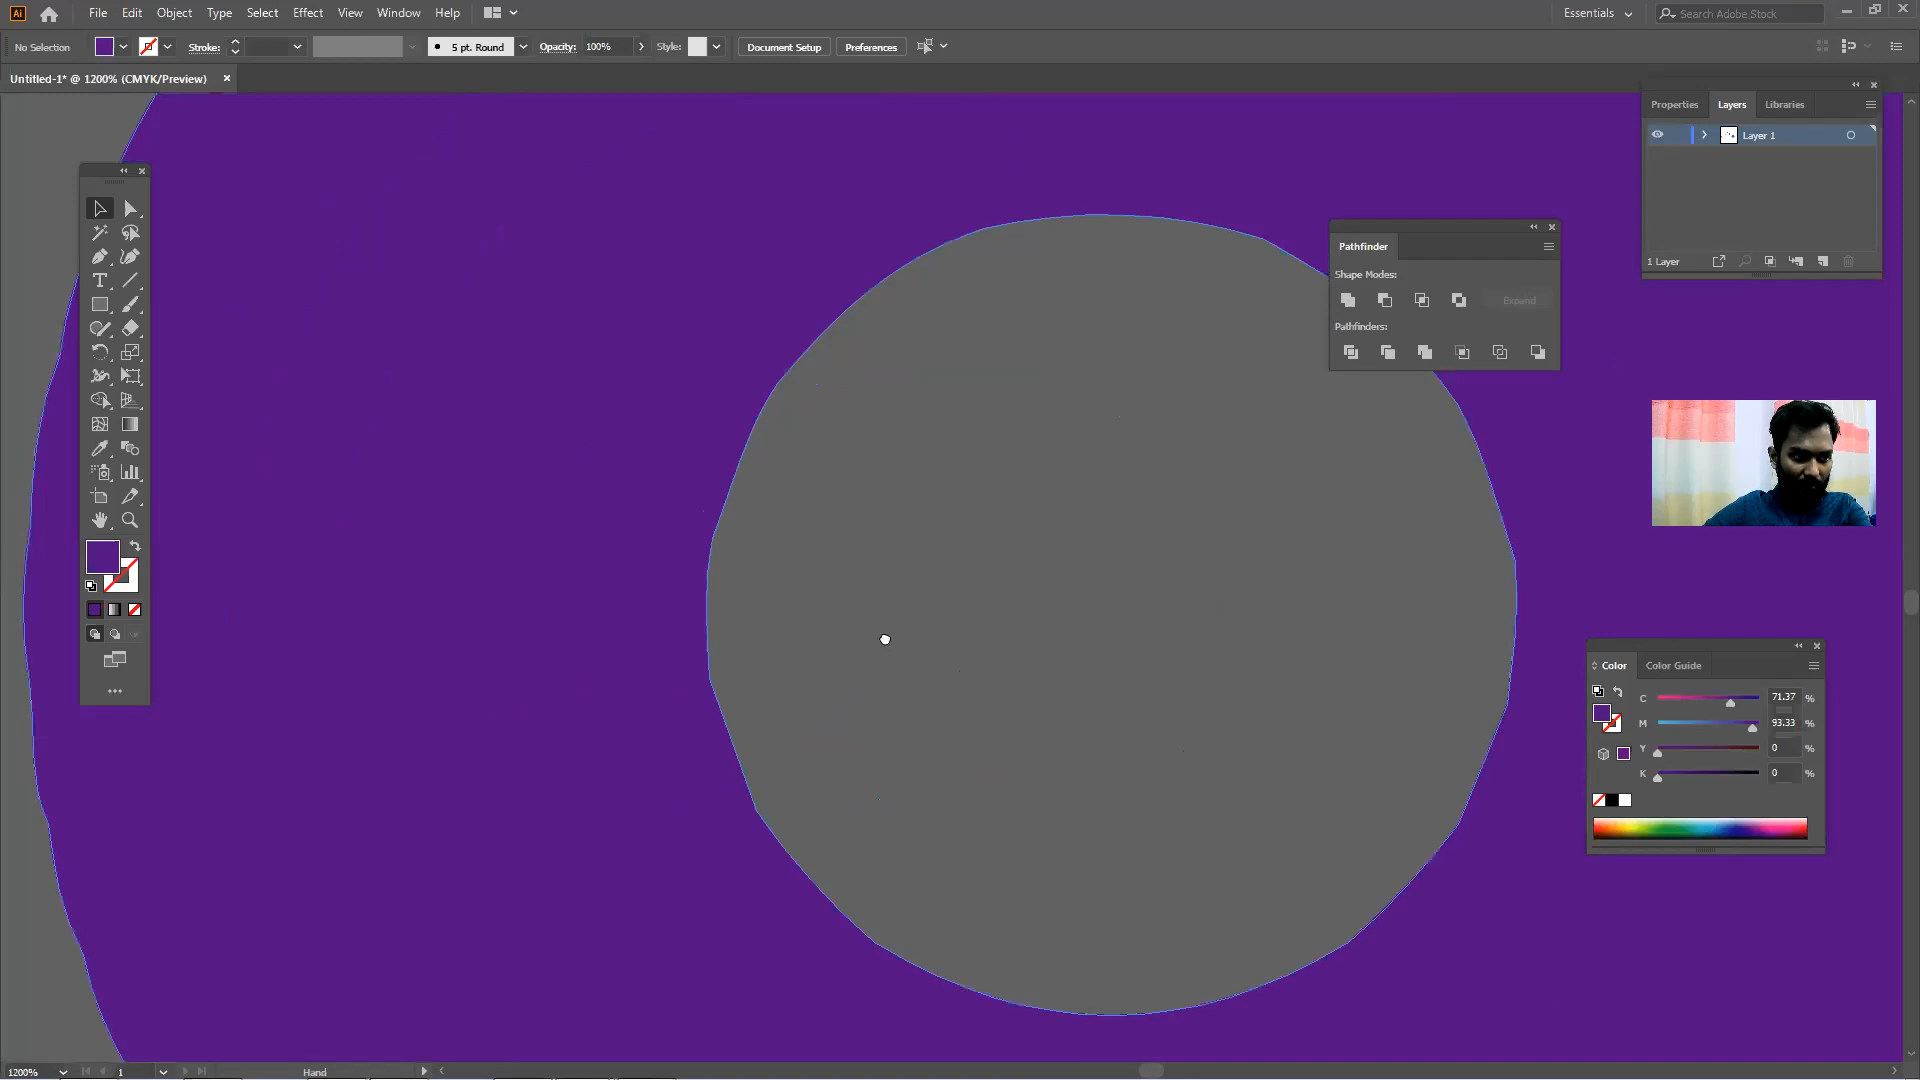 Ai File Edit Object Type Select Effect View Window Help Essentials Search Adobe Stock
No Selection Stroke: 5 pt. Round Opacity: 100% Style: Document Setup Preferences
Untitled-1* @ 1200% (CMYK/Preview)
Properties Layers Libraries
Layer 1
1 Layer
Pathfinder
Shape Modes:
Expand
Pathfinders:
T
Color Color Guide
C 71.37 %
M 93.33 %
Y 0 %
K 0 %
1200% 1 Hand